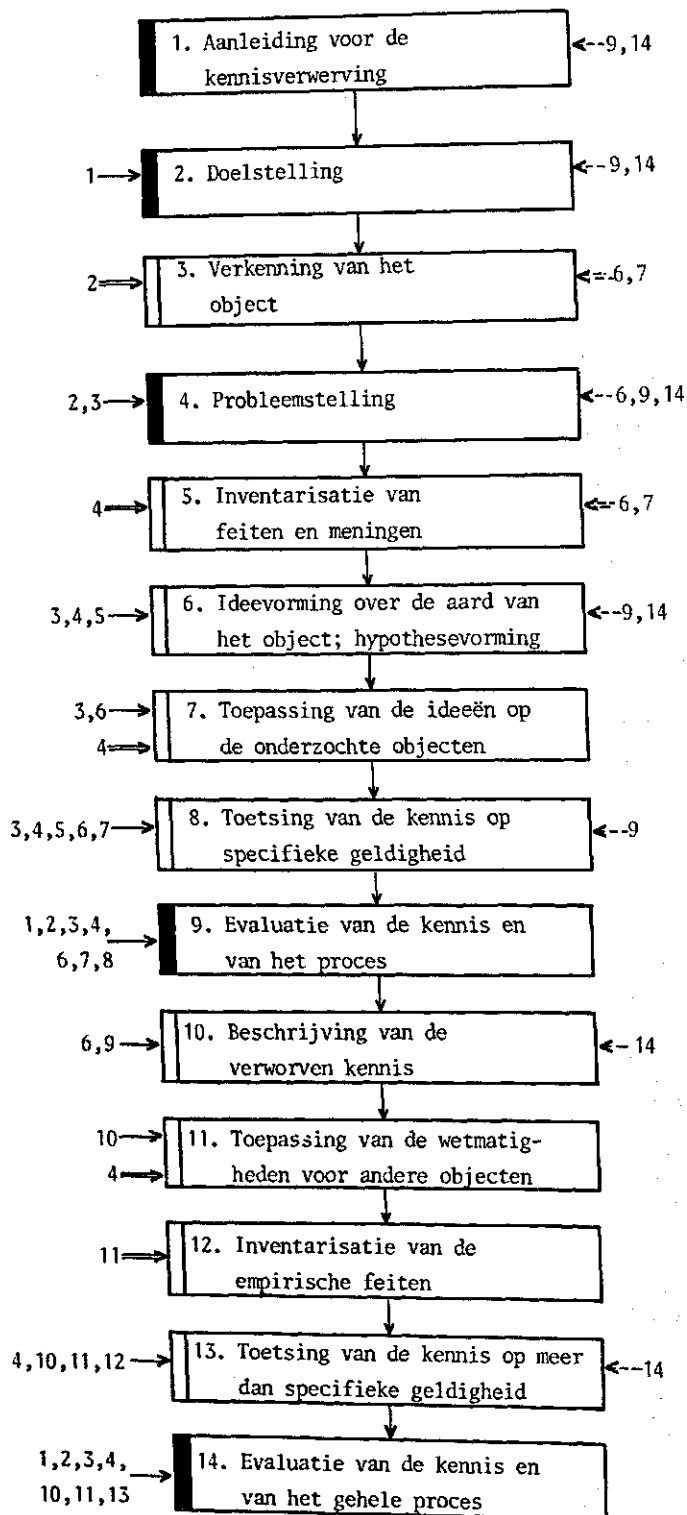 1. Aanleiding voor de
kennisverwerving
9,14
1
2. Doelstelling
9,14
2
3. Verkenning van het
object
6,7
2,3
4. Probleemstelling
6,9,14
4
5. Inventarisatie van
feiten en meningen
6,7
3,4,5
6. Ideevorming over de aard van
het object; hypothesevorming
9,14
3,6
4
7. Toepassing van de ideeën op
de onderzochte objecten
3,4,5,6,7
8. Toetsing van de kennis op
specifieke geldigheid
9
1,2,3,4,
6,7,8
9. Evaluatie van de kennis en
van het proces
6,9
10. Beschrijving van de
verworven kennis
14
10
4
11. Toepassing van de wetmatig-
heden voor andere objecten
11
12. Inventarisatie van de
empirische feiten
4,10,11,12
13. Toetsing van de kennis op meer
dan specifieke geldigheid
14
1,2,3,4,
10,11,13
14. Evaluatie van de kennis en
van het gehele proces